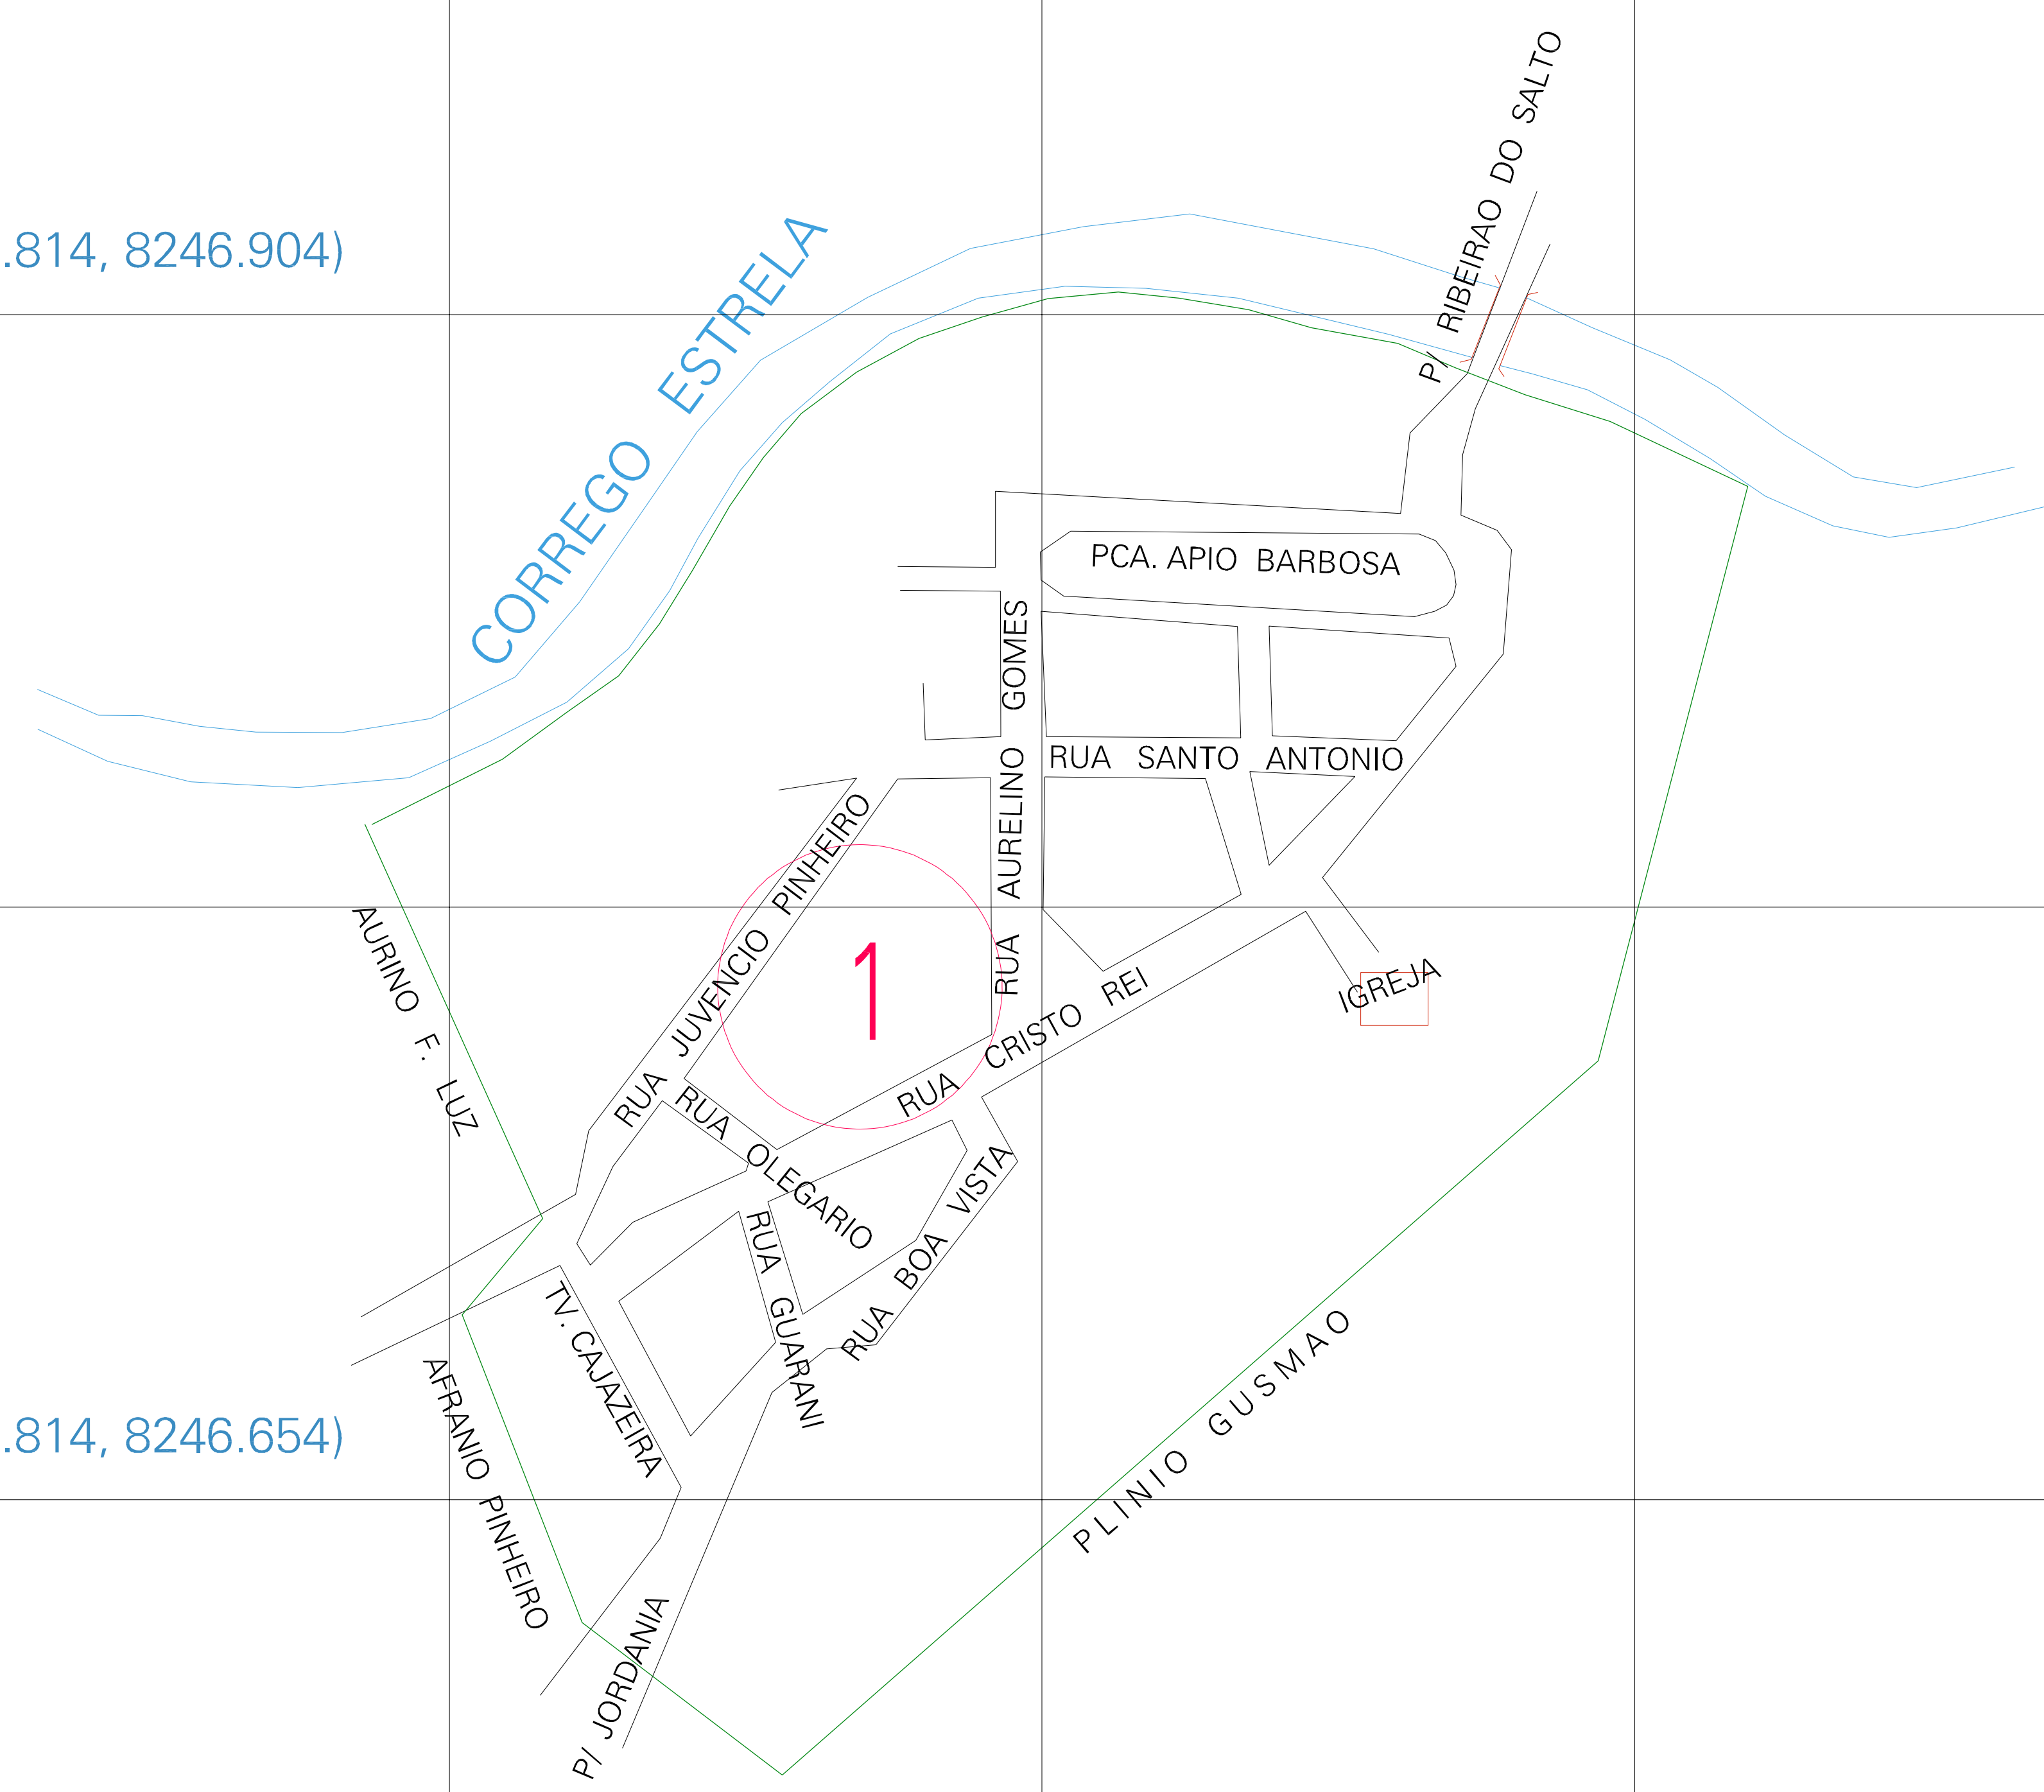 P/ RIBEIRAO DO SALTO
.814, 8246.904)
CORREGO ESTRELA
PCA. APIO BARBOSA
RUA AURELINO GOMES
RUA SANTO ANTONIO
RUA JUVENCIO PINHEIRO
1
AURINO F. LUZ
IGREJA
RUA CRISTO REI
RUA OLEGARIO
RUA BOA VISTA
RUA GUARANI
TV. CAJAZEIRA
.814, 8246.654)
AFRANIO PINHEIRO
PLINIO GUSMAO
P/ JORDANIA